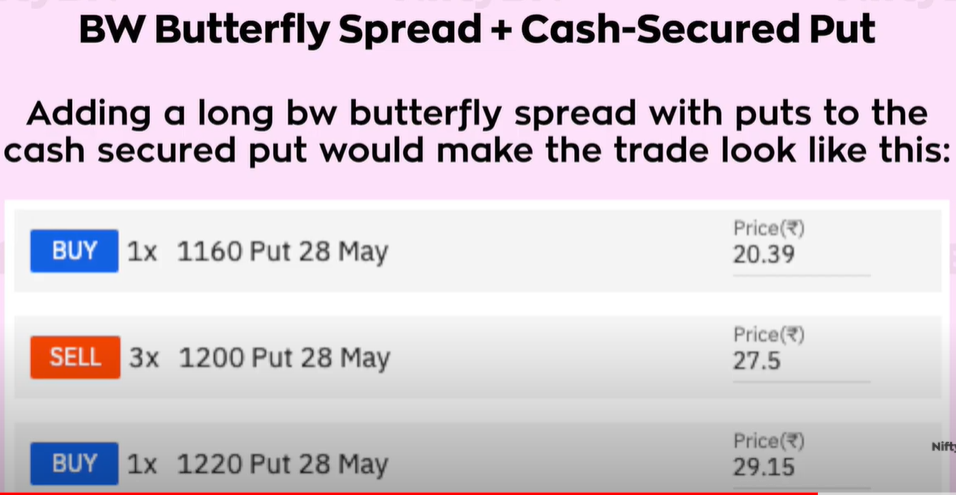 BW Butterfly Spread + Cash-Secured Put
Adding a long bw butterfly spread with puts to the
cash secured put would make the trade look like this:
BUY 1x 1160 Put 28 May Price(₹)
20.39
SELL 3x 1200 Put 28 May Price(₹)
27.5
BUY 1x 1220 Put 28 May Price(₹)
29.15
Nifty